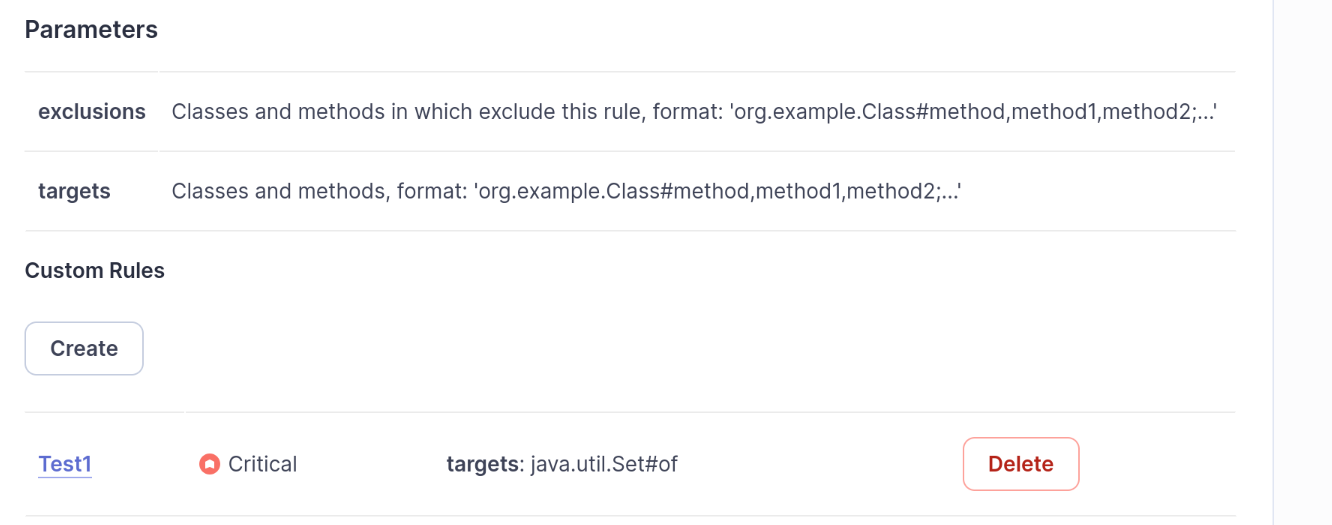 Parameters
exclusions Classes and methods in which exclude this rule, format: 'org.example.Class#method,method1,method2;...'
targets Classes and methods, format: 'org.example.Class#method,method1,method2;...'
Custom Rules
Create
Test1 Critical targets: java.util.Set#of Delete